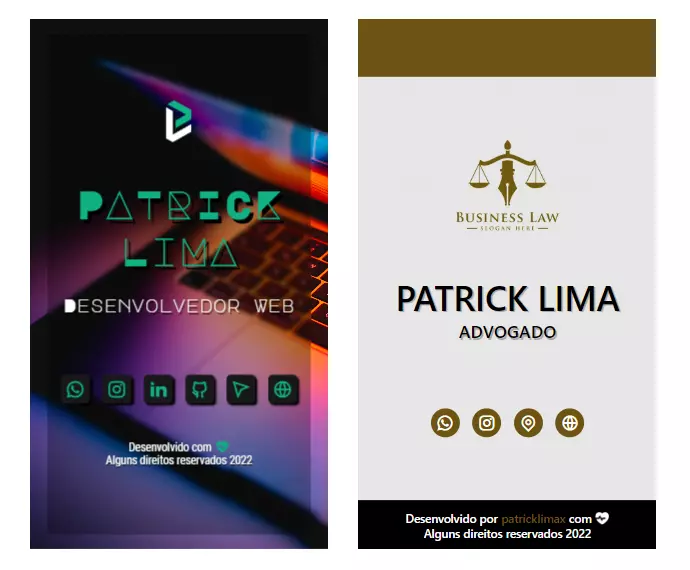 PATRICK
LIMA
DESENVOLVEDOR WEB
Desenvolvido com
Alguns direitos reservados 2022
BUSINESS LAW
SLOGAN HERE
PATRICK LIMA
ADVOGADO
Desenvolvido por patricklimax com
Alguns direitos reservados 2022